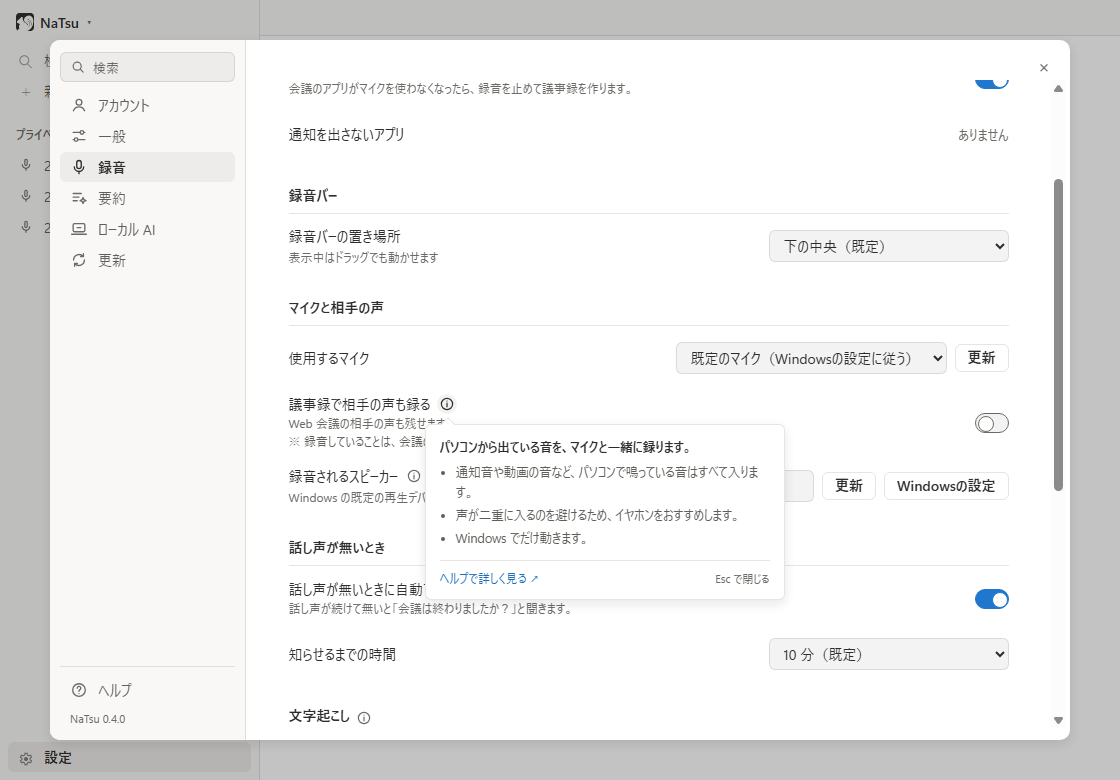 NaTsu
検索
アカウント
一般
録音
要約
ローカル AI
更新
ヘルプ
NaTsu 0.4.0
設定
×
会議のアプリがマイクを使わなくなったら、録音を止めて議事録を作ります。
通知を出さないアプリ
ありません
録音バー
録音バーの置き場所
表示中はドラッグでも動かせます
下の中央（既定）
マイクと相手の声
使用するマイク
既定のマイク（Windowsの設定に従う）
更新
議事録で相手の声も録る
Web 会議の相手の声も残せます
※ 録音していることは、会議
録音されるスピーカー
Windows の既定の再生デバ
更新
Windowsの設定
パソコンから出ている音を、マイクと一緒に録ります。
• 通知音や動画の音など、パソコンで鳴っている音はすべて入りま
す。
• 声が二重に入るのを避けるため、イヤホンをおすすめします。
• Windows でだけ動きます。
ヘルプで詳しく見る ↗
Esc で閉じる
話し声が無いとき
話し声が無いときに自動
話し声が続けて無いと「会議は終わりましたか？」と聞きます。
知らせるまでの時間
10 分（既定）
文字起こし